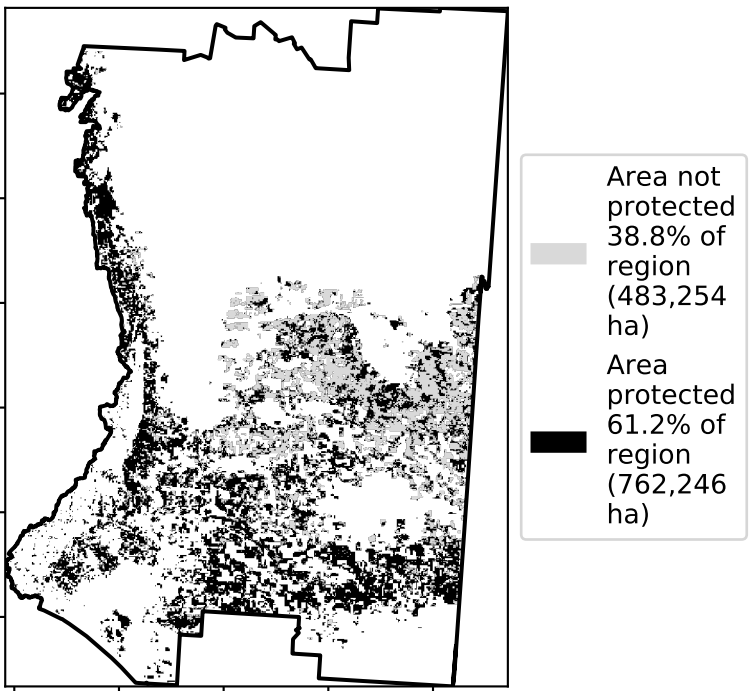 Area not
protected
38.8% of
region
(483,254
ha)
Area
protected
61.2% of
region
(762,246
ha)